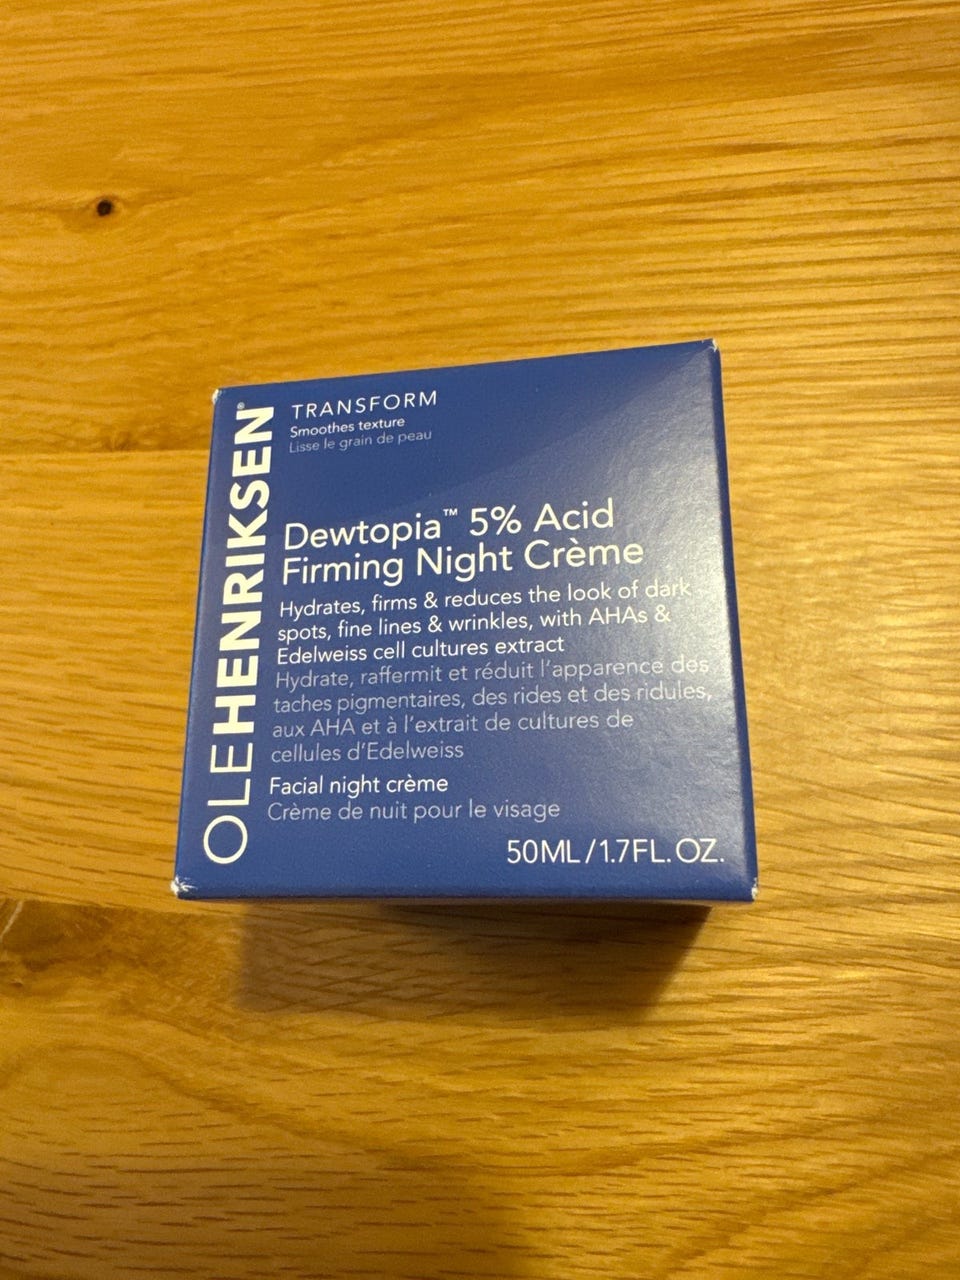 OLEHENRIKSEN®
TRANSFORM
Smoothes texture
Lisse le grain de peau
Dewtopia™ 5% Acid
Firming Night Crème
Hydrates, firms & reduces the look of dark
spots, fine lines & wrinkles, with AHAs &
Edelweiss cell cultures extract
Hydrate, raffermit et réduit l'apparence des
taches pigmentaires, des rides et des ridules,
aux AHA et à l'extrait de cultures de
cellules d'Edelweiss
Facial night crème
Crème de nuit pour le visage
50ML/1.7FL.OZ.